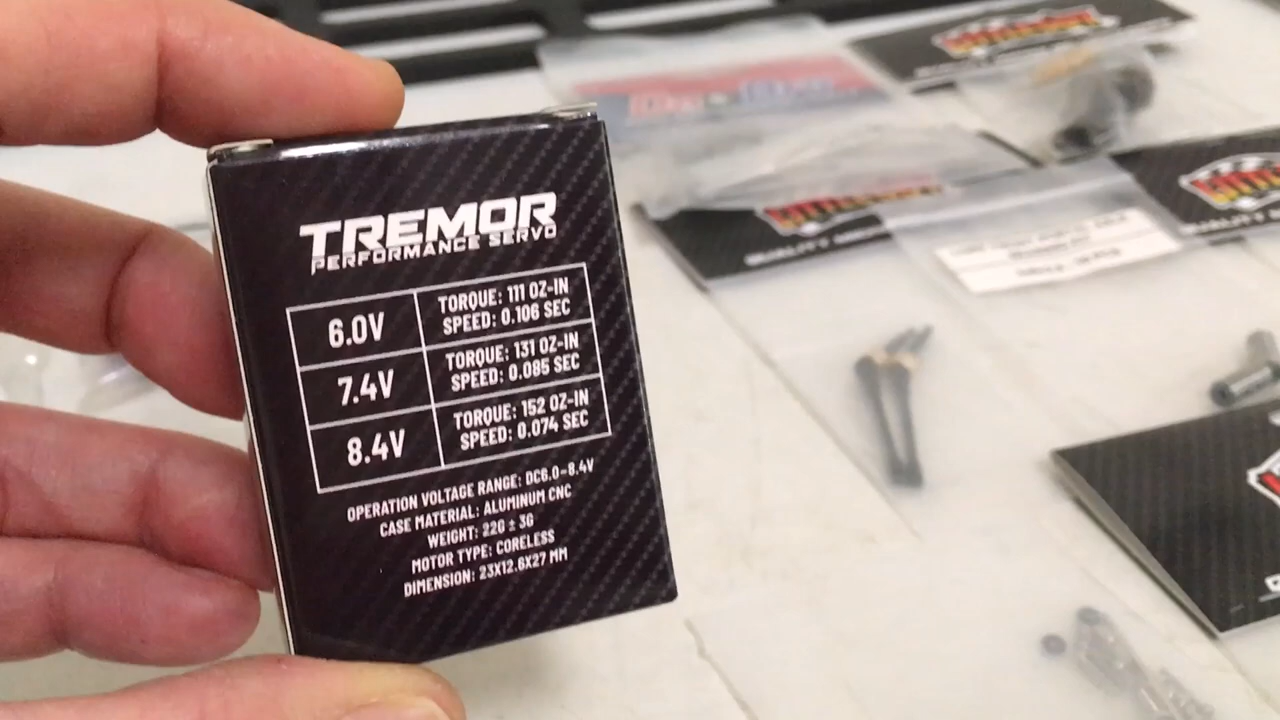 TREMOR
PERFORMANCE SERVO
6.0V
TORQUE: 111 OZ-IN
SPEED: 0.106 SEC
7.4V
TORQUE: 131 OZ-IN
SPEED: 0.085 SEC
8.4V
TORQUE: 152 OZ-IN
SPEED: 0.074 SEC
OPERATION VOLTAGE RANGE: DC6.0-8.4V
CASE MATERIAL: ALUMINUM CNC
WEIGHT: 22G ± 3G
MOTOR TYPE: CORELESS
DIMENSION: 23X12.6X27 MM
QUALITY